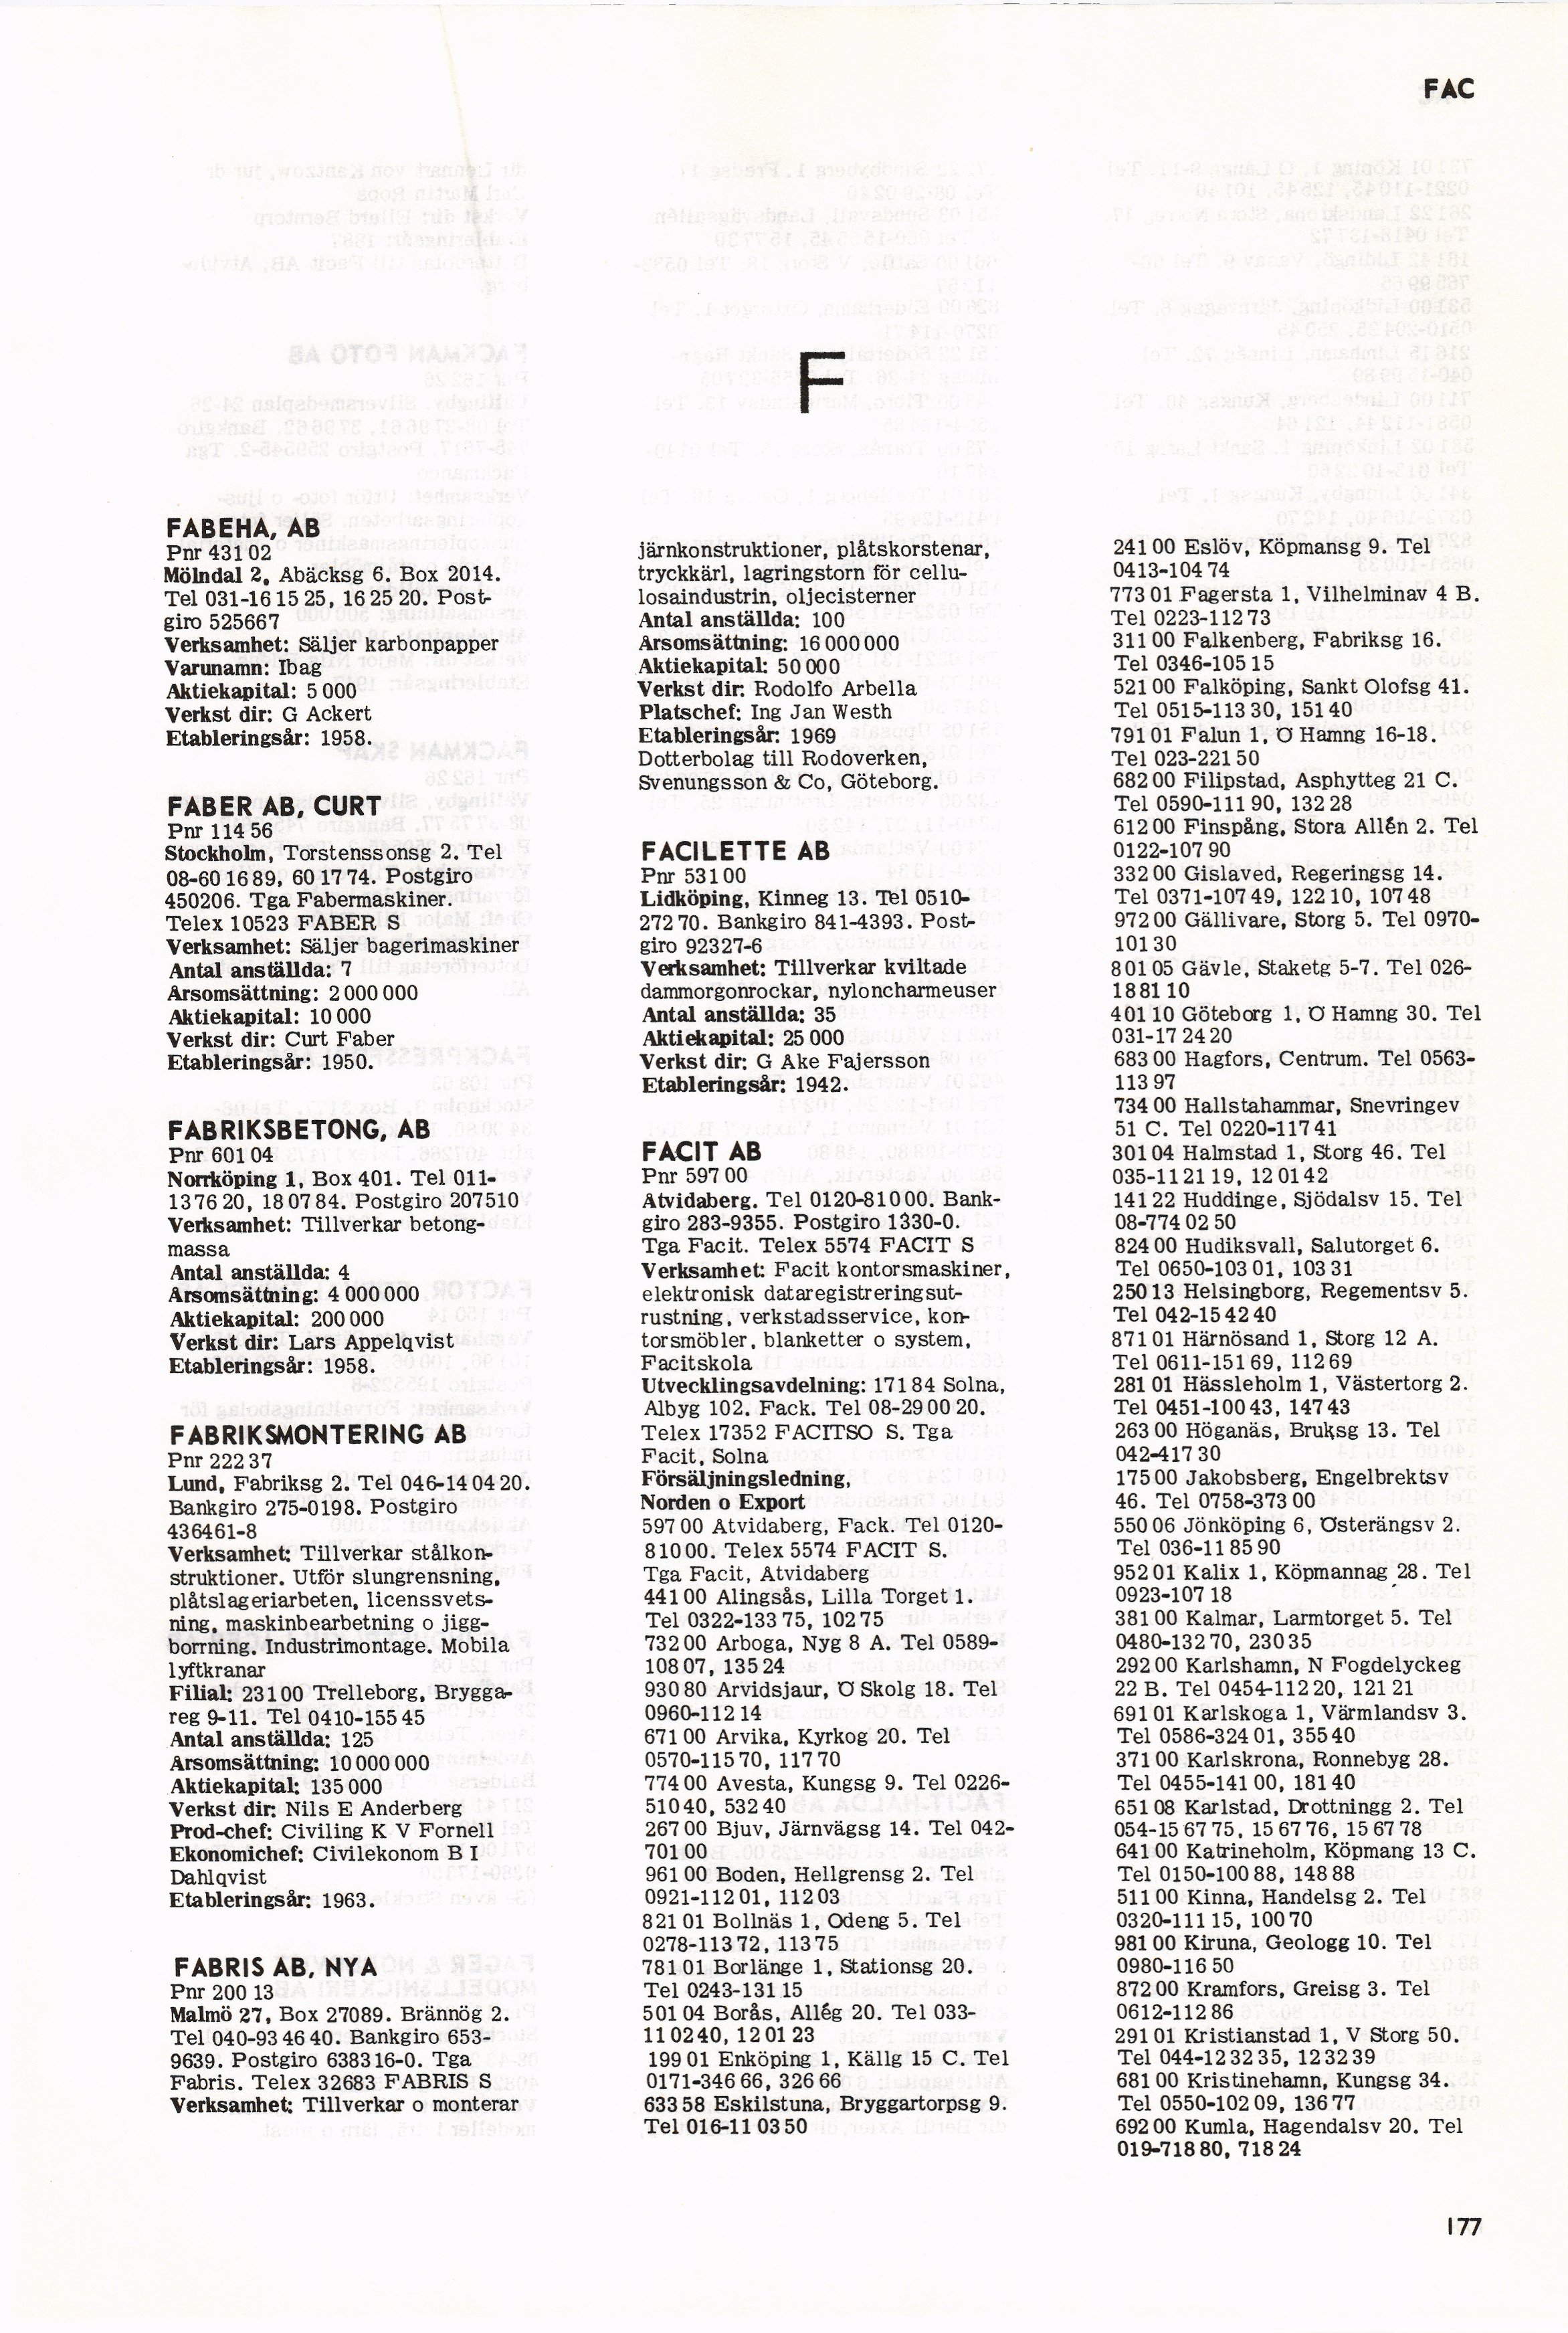 FAC
F
FABEHA, AB
Pnr 431 02
Mölndal 2, Abäcksg 6. Box 2014.
Tel 031-16 15 25, 16 25 20. Post-
giro 525667
Verksamhet: Säljer karbonpapper
Varunamn: Ibag
Aktiekapital: 5 000
Verkst dir: G Ackert
Etableringsår: 1958.
FABER AB, CURT
Pnr 114 56
Stockholm, Torstenssonsg 2. Tel
08-60 16 89, 60 17 74. Postgiro
450206. Tga Fabermaskiner.
Telex 10523 FABER S
Verksamhet: Säljer bagerimaskiner
Antal anställda: 7
Arsomsättning: 2 000 000
Aktiekapital: 10 000
Verkst dir: Curt Faber
Etableringsår: 1950.
FABRIKSBETONG, AB
Pnr 601 04
Norrköping 1, Box 401. Tel 011-
13 76 20, 18 07 84. Postgiro 207510
Verksamhet: Tillverkar betong-
massa
Antal anställda: 4
Arsomsättning: 4 000 000
Aktiekapital: 200 000
Verkst dir: Lars Appelqvist
Etableringsår: 1958.
FABRIKSMONTERING AB
Pnr 222 37
Lund, Fabriksg 2. Tel 046-14 04 20.
Bankgiro 275-0198. Postgiro
436461-8
Verksamhet: Tillverkar stålkon-
struktioner. Utför slungrensning,
plåtslageriarbeten, licenssvets-
ning, maskinbearbetning o jigg-
borrning. Industrimontage. Mobila
lyftkranar
Filial: 231 00 Trelleborg, Brygga-
reg 9-11. Tel 0410-155 45
Antal anställda: 125
Arsomsättning: 10 000 000
Aktiekapital: 135 000
Verkst dir: Nils E Anderberg
Prod-chef: Civiling K V Fornell
Ekonomichef: Civilekonom B I
Dahlqvist
Etableringsår: 1963.
FABRIS AB, NYA
Pnr 200 13
Malmö 27, Box 27089. Brännög 2.
Tel 040-93 46 40. Bankgiro 653-
9639. Postgiro 638316-0. Tga
Fabris. Telex 32683 FABRIS S
Verksamhet: Tillverkar o monterar
järnkonstruktioner, plåtskorstenar,
tryckkärl, lagringstorn för cellu-
losaindustrin, oljecisterner
Antal anställda: 100
Arsomsättning: 16 000 000
Aktiekapital: 50 000
Verkst dir: Rodolfo Arbella
Platschef: Ing Jan Westh
Etableringsår: 1969
Dotterbolag till Rodoverken,
Svenungsson & Co, Göteborg.
FACILETTE AB
Pnr 531 00
Lidköping, Kinneg 13. Tel 0510-
272 70. Bankgiro 841-4393. Post-
giro 92327-6
Verksamhet: Tillverkar kviltade
dammorgonrockar, nyloncharmeuser
Antal anställda: 35
Aktiekapital: 25 000
Verkst dir: G Ake Fajersson
Etableringsår: 1942.
FACIT AB
Pnr 597 00
Atvidaberg. Tel 0120-810 00. Bank-
giro 283-9355. Postgiro 1330-0.
Tga Facit. Telex 5574 FACIT S
Verksamhet: Facit kontorsmaskiner,
elektronisk dataregistreringsut-
rustning, verkstadsservice, kon-
torsmöbler, blanketter o system,
Facitskola
Utvecklingsavdelning: 171 84 Solna,
Albyg 102. Fack. Tel 08-29 00 20.
Telex 17352 FACITSO S. Tga
Facit, Solna
Försäljningsledning,
Norden o Export
597 00 Atvidaberg, Fack. Tel 0120-
810 00. Telex 5574 FACIT S.
Tga Facit, Atvidaberg
441 00 Alingsås, Lilla Torget 1.
Tel 0322-133 75, 102 75
732 00 Arboga, Nyg 8 A. Tel 0589-
108 07, 135 24
930 80 Arvidsjaur, O Skolg 18. Tel
0960-112 14
671 00 Arvika, Kyrkog 20. Tel
0570-115 70, 117 70
774 00 Avesta, Kungsg 9. Tel 0226-
510 40, 532 40
267 00 Bjuv, Järnvägsg 14. Tel 042-
701 00
961 00 Boden, Hellgrensg 2. Tel
0921-112 01, 112 03
821 01 Bollnäs 1, Odeng 5. Tel
0278-113 72, 113 75
781 01 Borlänge 1, Stationsg 20.
Tel 0243-131 15
501 04 Borås, Allég 20. Tel 033-
11 02 40, 12 01 23
199 01 Enköping 1, Källg 15 C. Tel
0171-346 66, 326 66
633 58 Eskilstuna, Bryggartorpsg 9.
Tel 016-11 03 50
241 00 Eslöv, Köpmansg 9. Tel
0413-104 74
773 01 Fagersta 1, Vilhelminav 4 B.
Tel 0223-112 73
311 00 Falkenberg, Fabriksg 16.
Tel 0346-105 15
521 00 Falköping, Sankt Olofsg 41.
Tel 0515-113 30, 151 40
791 01 Falun 1, O Hamng 16-18.
Tel 023-221 50
682 00 Filipstad, Asphytteg 21 C.
Tel 0590-111 90, 132 28
612 00 Finspång, Stora Allén 2. Tel
0122-107 90
332 00 Gislaved, Regeringsg 14.
Tel 0371-107 49, 122 10, 107 48
972 00 Gällivare, Storg 5. Tel 0970-
101 30
801 05 Gävle, Staketg 5-7. Tel 026-
18 81 10
401 10 Göteborg 1, O Hamng 30. Tel
031-17 24 20
683 00 Hagfors, Centrum. Tel 0563-
113 97
734 00 Hallstahammar, Snevringev
51 C. Tel 0220-117 41
301 04 Halmstad 1, Storg 46. Tel
035-11 21 19, 12 01 42
141 22 Huddinge, Sjödalsv 15. Tel
08-774 02 50
824 00 Hudiksvall, Salutorget 6.
Tel 0650-103 01, 103 31
250 13 Helsingborg, Regementsv 5.
Tel 042-15 42 40
871 01 Härnösand 1, Storg 12 A.
Tel 0611-151 69, 112 69
281 01 Hässleholm 1, Västertorg 2.
Tel 0451-100 43, 147 43
263 00 Höganäs, Bruksg 13. Tel
042-417 30
175 00 Jakobsberg, Engelbrektsv
46. Tel 0758-373 00
550 06 Jönköping 6, Osterängsv 2.
Tel 036-11 85 90
952 01 Kalix 1, Köpmannag 28. Tel
0923-107 18
381 00 Kalmar, Larmtorget 5. Tel
0480-132 70, 230 35
292 00 Karlshamn, N Fogdelyckeg
22 B. Tel 0454-112 20, 121 21
691 01 Karlskoga 1, Värmlandsv 3.
Tel 0586-324 01, 355 40
371 00 Karlskrona, Ronnebyg 28.
Tel 0455-141 00, 181 40
651 08 Karlstad, Drottningg 2. Tel
054-15 67 75, 15 67 76, 15 67 78
641 00 Katrineholm, Köpmang 13 C.
Tel 0150-100 88, 148 88
511 00 Kinna, Handelsg 2. Tel
0320-111 15, 100 70
981 00 Kiruna, Geologg 10. Tel
0980-116 50
872 00 Kramfors, Greisg 3. Tel
0612-112 86
291 01 Kristianstad 1, V Storg 50.
Tel 044-12 32 35, 12 32 39
681 00 Kristinehamn, Kungsg 34.
Tel 0550-102 09, 136 77
692 00 Kumla, Hagendalsv 20. Tel
019-718 80, 718 24
177